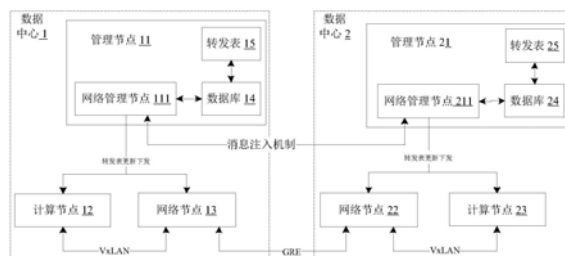 数据
中心 1
管理节点 11
转发表 15
网络管理节点 111
数据库 14
转发表更新下发
计算节点 12
网络节点 13
VxLAN
消息注入机制
GRE
数据
中心 2
管理节点 21
转发表 25
网络管理节点 211
数据库 24
转发表更新下发
网络节点 22
计算节点 23
VxLAN